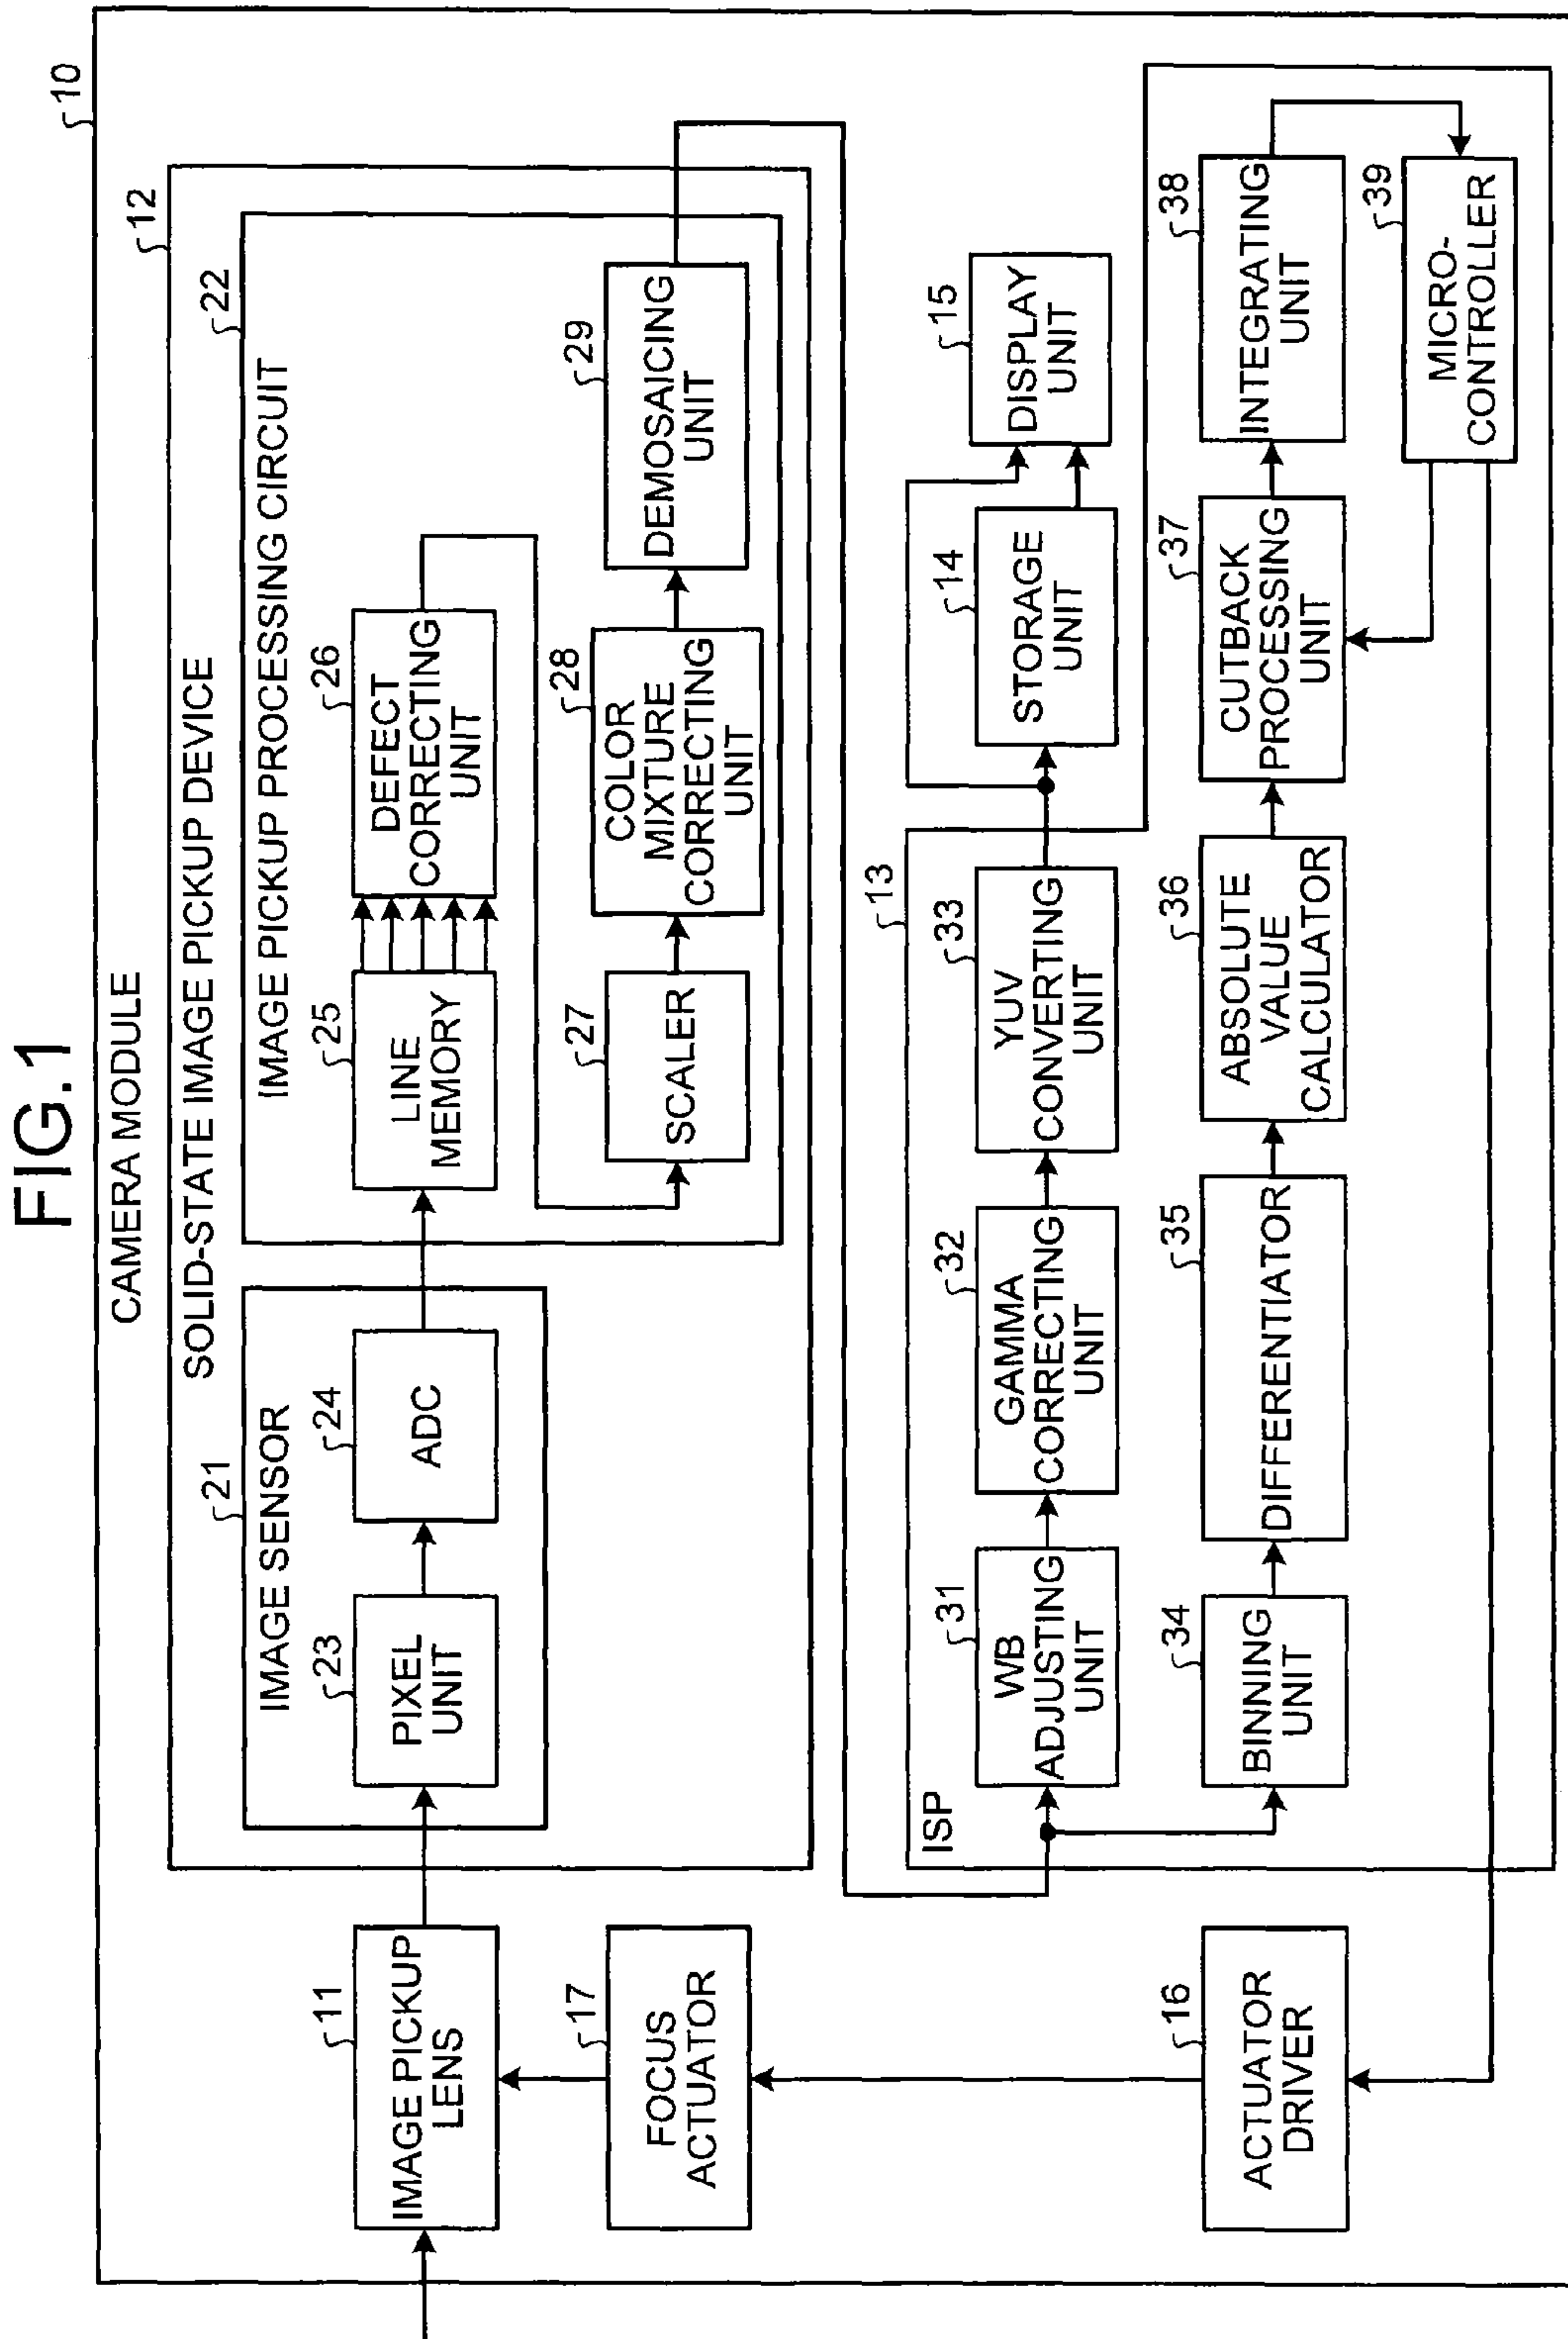 FIG.1
10
CAMERA MODULE
12
SOLID-STATE IMAGE PICKUP DEVICE
21
IMAGE SENSOR
22
IMAGE PICKUP PROCESSING CIRCUIT
11
IMAGE PICKUP
LENS
23
PIXEL
UNIT
24
ADC
25
LINE
MEMORY
26
DEFECT
CORRECTING
UNIT
17
FOCUS
ACTUATOR
27
SCALER
28
COLOR
MIXTURE
CORRECTING
UNIT
29
DEMOSAICING
UNIT
13
ISP
31
WB
ADJUSTING
UNIT
32
GAMMA
CORRECTING
UNIT
33
YUV
CONVERTING
UNIT
14
STORAGE
UNIT
15
DISPLAY
UNIT
16
ACTUATOR
DRIVER
34
BINNING
UNIT
35
DIFFERENTIATOR
36
ABSOLUTE
VALUE
CALCULATOR
37
CUTBACK
PROCESSING
UNIT
38
INTEGRATING
UNIT
39
MICRO-
CONTROLLER